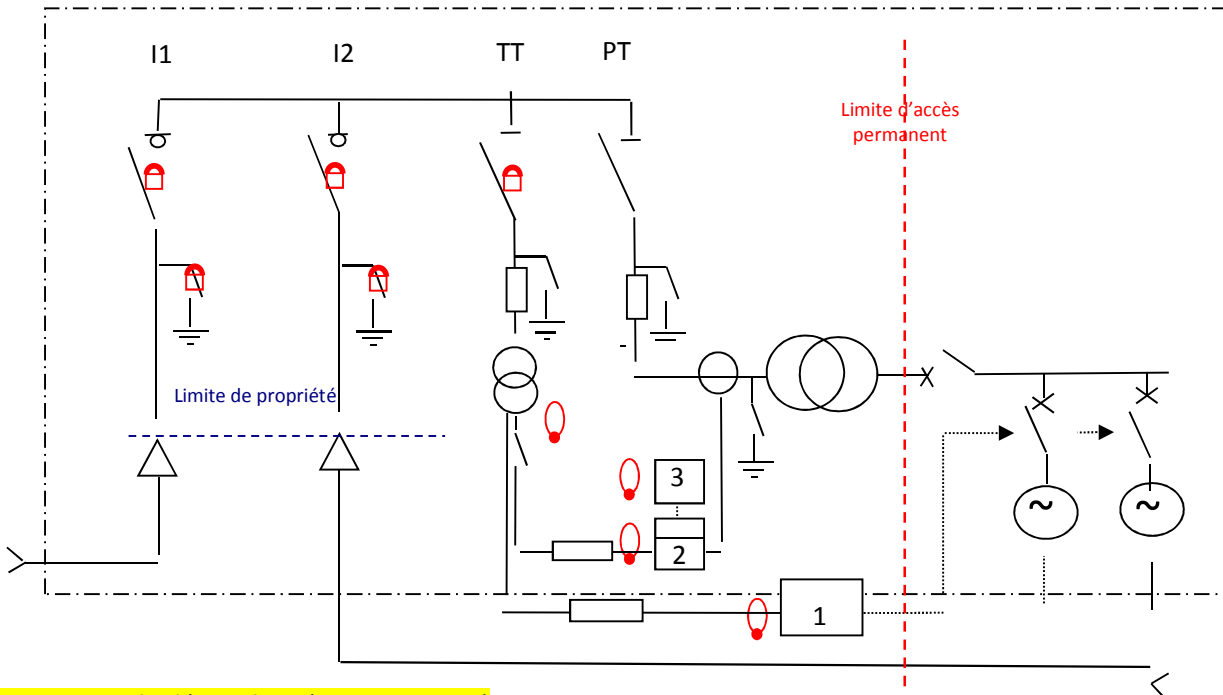 I1 I2 TT PT
Limite d'accès
permanent
Limite de propriété
3
2
1
~ ~